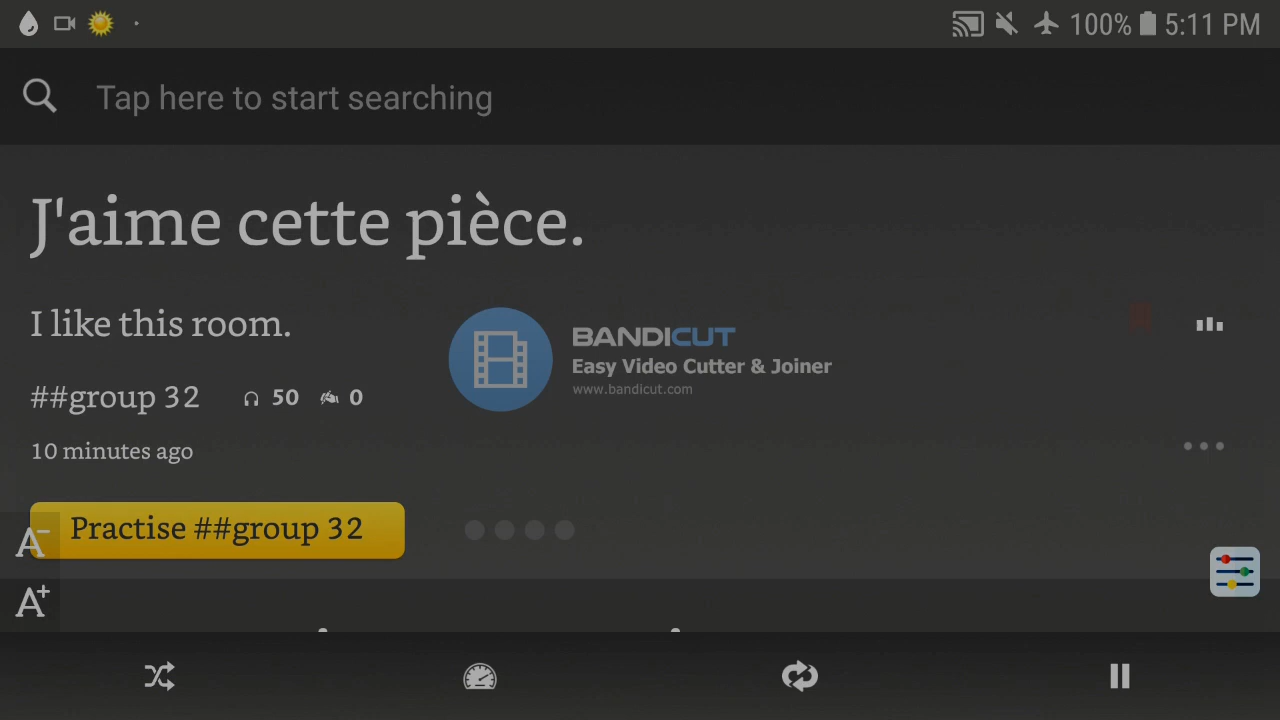 100% 5:11 PM
Tap here to start searching
J'aime cette pièce.
I like this room.
BANDICUT
Easy Video Cutter & Joiner
www.bandicut.com
##group 32 50 0
10 minutes ago
Practise ##group 32
A-
A+